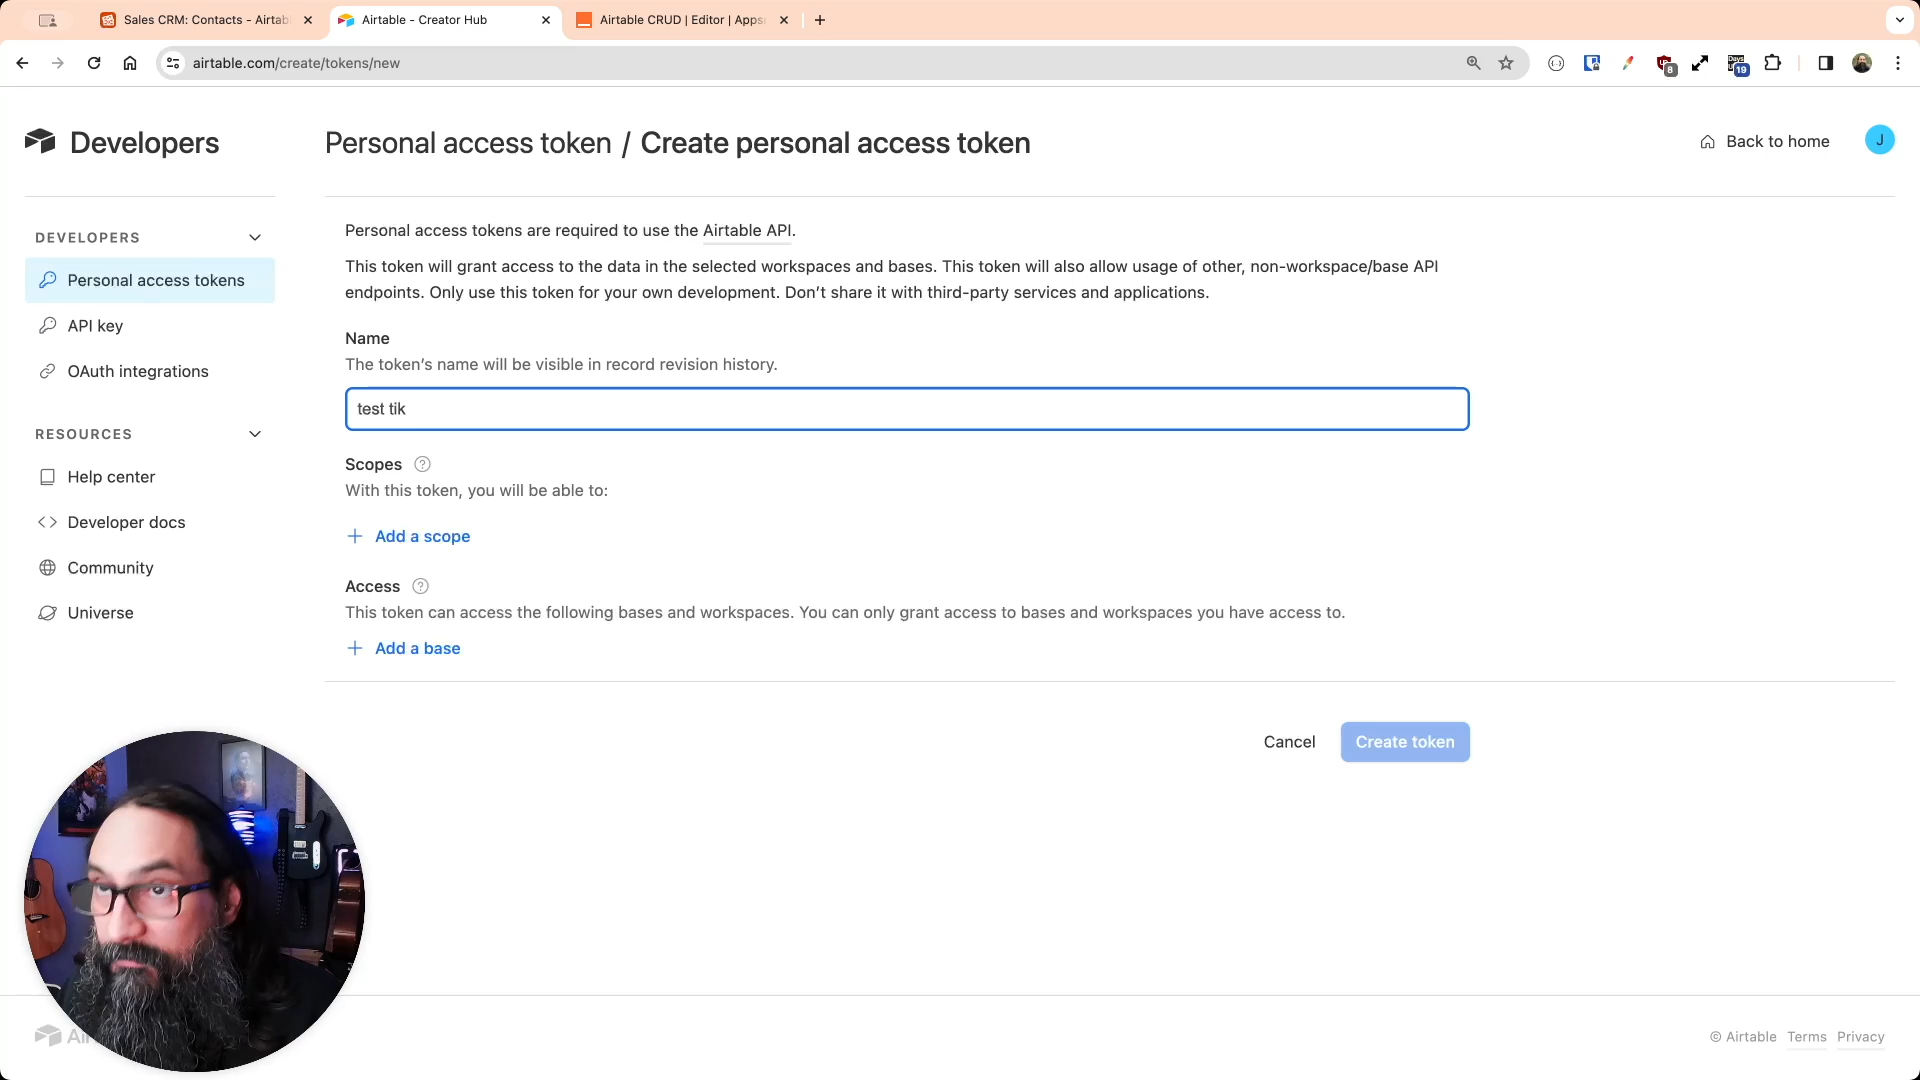 Sales CRM: Contacts - Airtab
Airtable - Creator Hub
Airtable CRUD | Editor | Apps
airtable.com/create/tokens/new
8
19
Developers
Personal access token / Create personal access token
Back to home
J
DEVELOPERS
Personal access tokens
API key
OAuth integrations
RESOURCES
Help center
Developer docs
Community
Universe
Personal access tokens are required to use the Airtable API.
This token will grant access to the data in the selected workspaces and bases. This token will also allow usage of other, non-workspace/base API
endpoints. Only use this token for your own development. Don’t share it with third-party services and applications.
Name
The token’s name will be visible in record revision history.
test tik
Scopes
With this token, you will be able to:
Add a scope
Access
This token can access the following bases and workspaces. You can only grant access to bases and workspaces you have access to.
Add a base
Cancel
Create token
© Airtable
Terms
Privacy